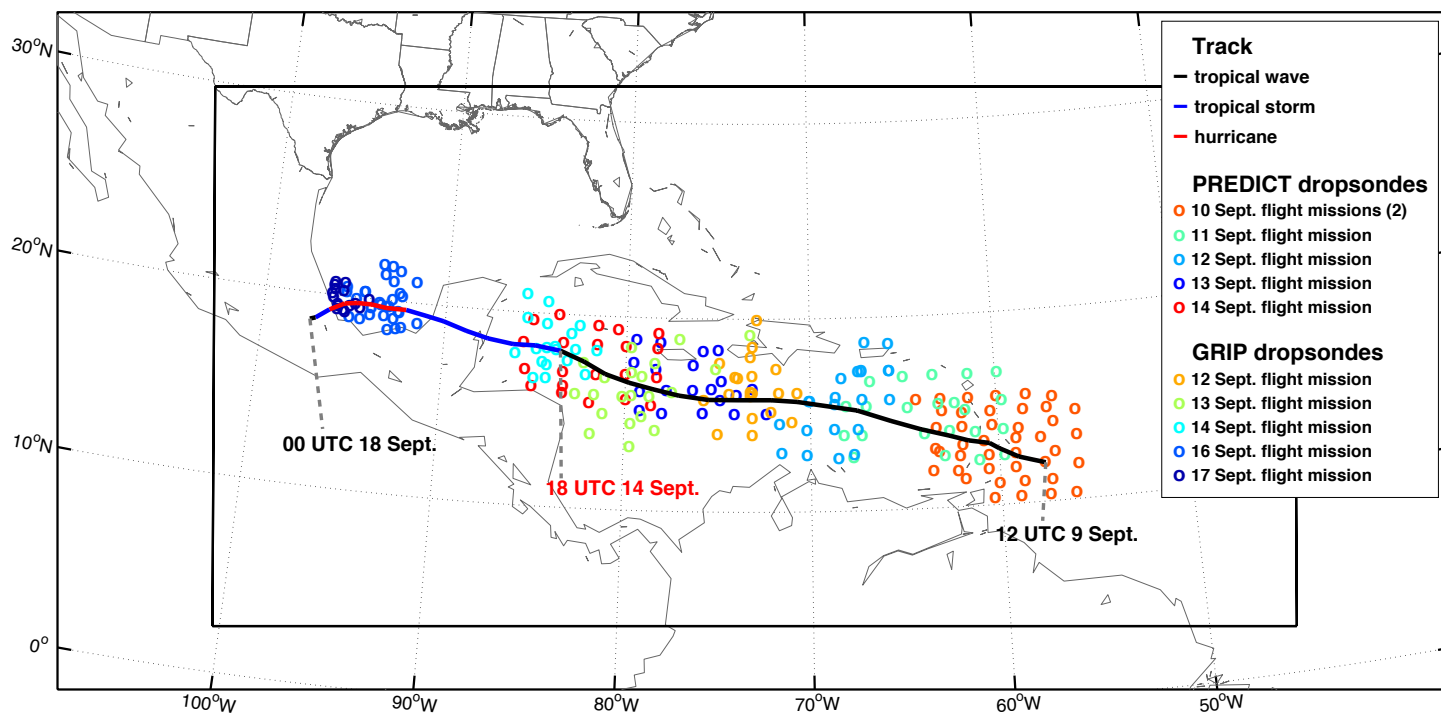 30°N
20°N
10°N
0°
100°W
90°W
80°W
70°W
60°W
50°W
00 UTC 18 Sept.
18 UTC 14 Sept.
12 UTC 9 Sept.
Track
tropical wave
tropical storm
hurricane
PREDICT dropsondes
10 Sept. flight missions (2)
11 Sept. flight mission
12 Sept. flight mission
13 Sept. flight mission
14 Sept. flight mission
GRIP dropsondes
12 Sept. flight mission
13 Sept. flight mission
14 Sept. flight mission
16 Sept. flight mission
17 Sept. flight mission